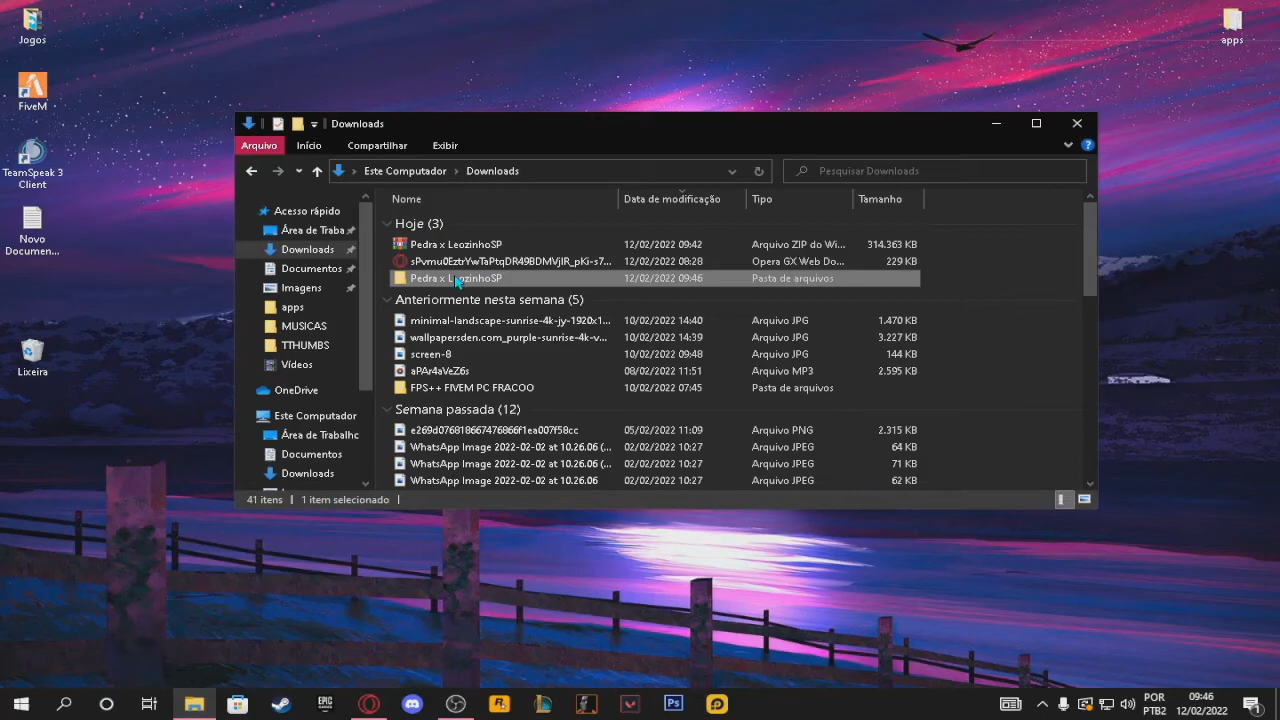 Jogos
apps
FiveM
TeamSpeak 3
Client
Novo
Documen...
Lixeira
Downloads
Arquivo Início Compartilhar Exibir
Este Computador Downloads Pesquisar Downloads
Nome Data de modificação Tipo Tamanho
Acesso rápido
Área de Traba
Downloads
Documentos
Imagens
apps
MUSICAS
TTHUMBS
Vídeos
OneDrive
Este Computador
Área de Trabalho
Documentos
Downloads
Hoje (3)
Pedra x LeozinhoSP 12/02/2022 09:42 Arquivo ZIP do Wi... 314.363 KB
sPvmu0EztrYwTaPtqDR49BDMVjIR_pKi-s7... 12/02/2022 08:28 Opera GX Web Do... 229 KB
Pedra x LeozinhoSP 12/02/2022 09:46 Pasta de arquivos
Anteriormente nesta semana (5)
minimal-landscape-sunrise-4k-jy-1920x1... 10/02/2022 14:40 Arquivo JPG 1.470 KB
wallpapersden.com_purple-sunrise-4k-v... 10/02/2022 14:39 Arquivo JPG 3.227 KB
screen-8 10/02/2022 09:48 Arquivo JPG 144 KB
aPAr4aVeZ6s 08/02/2022 11:51 Arquivo MP3 2.595 KB
FPS++ FIVEM PC FRACOO 10/02/2022 07:45 Pasta de arquivos
Semana passada (12)
e269d076818667476866f1ea007f58cc 05/02/2022 11:09 Arquivo PNG 2.315 KB
WhatsApp Image 2022-02-02 at 10.26.06 (... 02/02/2022 10:27 Arquivo JPEG 64 KB
WhatsApp Image 2022-02-02 at 10.26.06 (... 02/02/2022 10:27 Arquivo JPEG 71 KB
WhatsApp Image 2022-02-02 at 10.26.06 02/02/2022 10:27 Arquivo JPEG 62 KB
41 itens 1 item selecionado
EPIC
Ps
POR
PTB2
09:46
12/02/2022
1